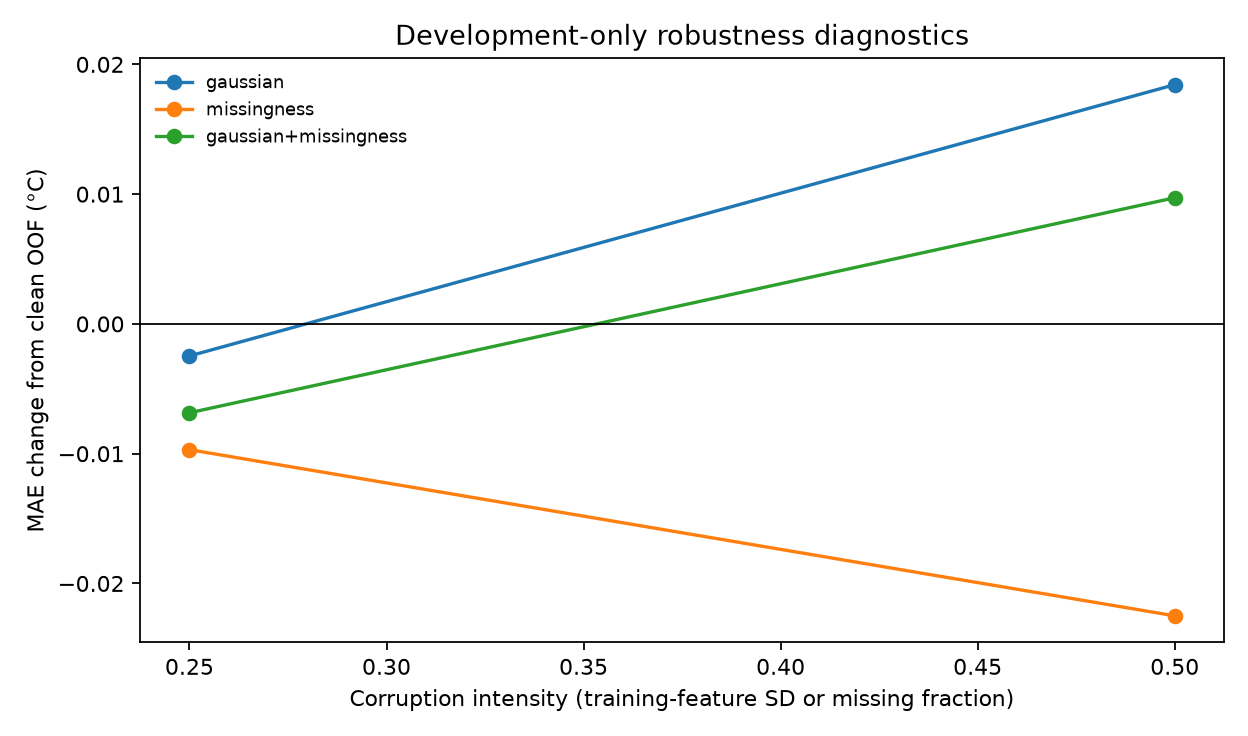 Development-only robustness diagnostics
gaussian
missingness
gaussian+missingness
MAE change from clean OOF (°C)
0.02
0.01
0.00
−0.01
−0.02
0.25 0.30 0.35 0.40 0.45 0.50
Corruption intensity (training-feature SD or missing fraction)